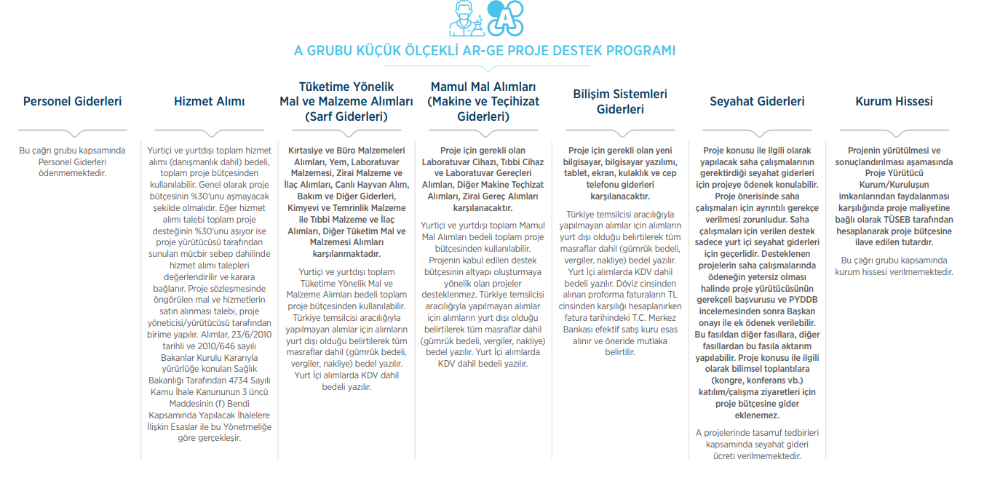 A
A GRUBU KÜÇÜK ÖLÇEKLİ AR-GE PROJE DESTEK PROGRAMI
Personel Giderleri
Bu çağrı grubu kapsamında
Personel Giderleri
ödenmemektedir.
Hizmet Alımı
Yurtiçi ve yurtdışı toplam hizmet
alımı (danışmanlık dahil) bedeli,
toplam proje bütçesinden
kullanılabilir. Genel olarak proje
bütçesinin %30'unu aşmayacak
şekilde olmalıdır. Eğer hizmet
alımı talebi toplam proje
desteğinin %30'unu aşıyor ise
proje yürütücüsü tarafından
sunulan mücbir sebep dahilinde
hizmet alım talepleri
değerlendirilir ve karara
bağlanır. Proje sözleşmesinde
öngörülen mal ve hizmetlerin
satın alınması talebi, proje
yöneticisi/yürütücüsü tarafından
birime yapılır. Alımlar, 23/6/2010
tarihli ve 2010/646 sayılı
Bakanlar Kurulu Kararıyla
yürürlüğe konulan Sağlık
Bakanlığı Tarafından 4734 Sayılı
Kamu İhale Kanununun 3 üncü
Maddesinin (f) Bendi
Kapsamında Yapılacak İhalelere
İlişkin Esaslar ile bu Yönetmeliğe
göre gerçekleşir.
Tüketime Yönelik
Mal ve Malzeme Alımları
(Sarf Giderleri)
Kırtasiye ve Büro Malzemeleri
Alımları, Yem, Laboratuvar
Malzemesi, Zirai Malzeme ve
İlaç Alımları, Canlı Hayvan Alım,
Bakım ve Diğer Giderleri,
Kimyevi ve Temrinlik Malzeme
ile Tıbbi Malzeme ve İlaç
Alımları, Diğer Tüketim Mal ve
Malzemesi Alımları
karşılanmaktadır.
Yurtiçi ve yurtdışı toplam
Tüketime Yönelik Mal ve
Malzeme Alımları bedeli toplam
proje bütçesinden kullanılabilir.
Türkiye temsilcisi aracılığıyla
yapılmayan alımlar için alımların
yurt dışı olduğu belirtilerek tüm
masraflar dahil (gümrük bedeli,
vergiler, nakliye) bedel yazılır.
Yurt İçi alımlarda KDV dahil
bedeli yazılır.
Mamul Mal Alımları
(Makine ve Teçihizat
Giderleri)
Proje için gerekli olan
Laboratuvar Cihazı, Tıbbi Cihaz
ve Laboratuvar Gereçleri
Alımları, Diğer Makine Teçhizat
Alımları, Zirai Gereç Alımları
karşılanacaktır.
Yurtiçi ve yurtdışı toplam Mamul
Mal Alımları bedeli toplam proje
bütçesinden kullanılabilir.
Projenin kabul edilen destek
bütçesinin altyapı oluşturmaya
yönelik olan projeler
desteklenmez. Türkiye temsilcisi
aracılığıyla yapılmayan alımlar
için alımların yurt dışı olduğu
belirtilerek tüm masraflar dahil
(gümrük bedeli, vergiler, nakliye)
bedel yazılır. Yurt İçi alımlarda
KDV dahil bedeli yazılır.
Bilişim Sistemleri
Giderleri
Proje için gerekli olan yeni
bilgisayar, bilgisayar yazılımı,
tablet, ekran, kulaklık ve cep
telefonu giderleri
karşılanacaktır.
Türkiye temsilcisi aracılığıyla
yapılmayan alımlar için alımların
yurt dışı olduğu belirtilerek tüm
masraflar dahil (gümrük bedeli,
vergiler, nakliye) bedel yazılır.
Yurt İçi alımlarda KDV dahil
bedeli yazılır. Döviz cinsinden
alınan proforma faturaların TL
cinsinden karşılığı hesaplanırken
fatura tarihindeki T.C. Merkez
Bankası efektif satış kuru esas
alınır ve öneride mutlaka
belirtilir.
Seyahat Giderleri
Proje konusu ile ilgili olarak
yapılacak saha çalışmalarının
gerektirdiği seyahat giderleri
için projeye ödenek konulabilir.
Proje önerisinde saha
çalışmaları için ayrıntılı gerekçe
verilmesi zorunludur. Saha
çalışmaları için verilen destek
sadece yurt içi seyahat giderleri
için geçerlidir. Desteklenen
projelerin saha çalışmalarında
ödeneğin yetersiz olması
halinde proje yürütücüsünün
gerekçeli başvurusu ve PYDDB
incelemesinden sonra Başkan
onayı ile ek ödenek verilebilir.
Bu fasıldan diğer fasıllara, diğer
fasıllardan bu fasıla aktarım
yapılabilir. Proje konusu ile ilgili
olarak bilimsel toplantılara
(kongre, konferans vb.)
katılım/çalışma ziyaretleri için
proje bütçesine gider
eklenemez.
A projelerinde tasarruf tedbirleri
kapsamında seyahat gideri
ücreti verilmemektedir.
Kurum Hissesi
Projenin yürütülmesi ve
sonuçlandırılması aşamasında
Proje Yürütücü
Kurum/Kuruluşun
imkanlarından faydalanması
karşılığında proje maliyetine
bağlı olarak TÜSEB tarafından
hesaplanarak proje bütçesine
ilave edilen tutardır.
Bu çağrı grubu kapsamında
kurum hissesi verilmemektedir.